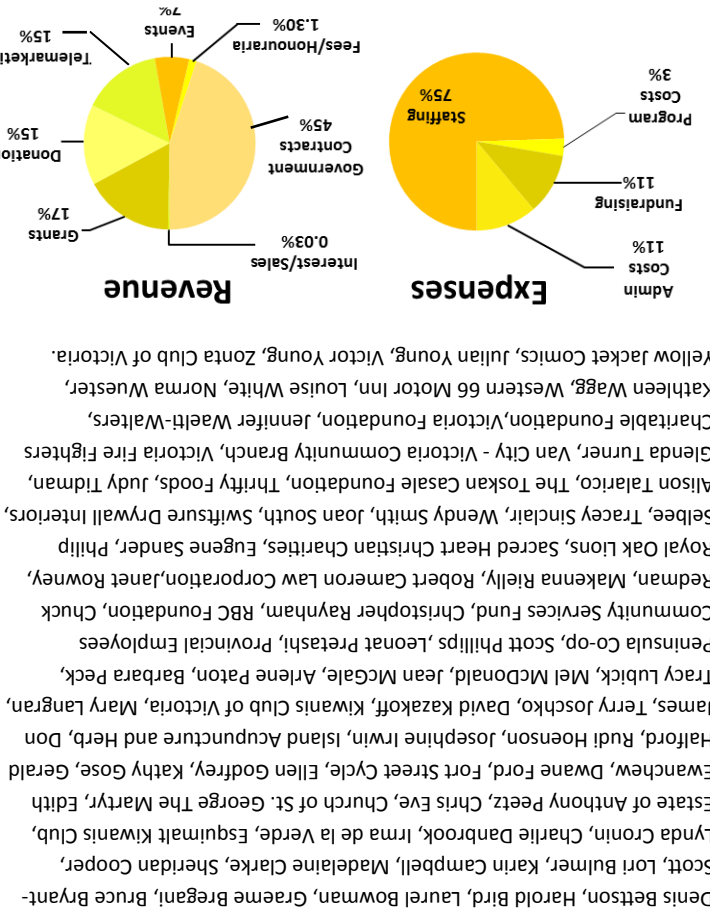 Denis Bettson, Harold Bird, Laurel Bowman, Graeme Bregani, Bruce Bryant-
Scott, Lori Bulmer, Karin Campbell, Madelaine Clarke, Sheridan Cooper,
Lynda Cronin, Charlie Danbrook, Irma de la Verde, Esquimalt Kiwanis Club,
Estate of Anthony Peetz, Chris Eve, Church of St. George The Martyr, Edith
Ewanchew, Dwane Ford, Fort Street Cycle, Ellen Godfrey, Kathy Gose, Gerald
Halford, Rudi Hoenson, Josephine Irwin, Island Acupuncture and Herb, Don
James, Terry Joschko, David Kazakoff, Kiwanis Club of Victoria, Mary Langran,
Tracy Lubick, Mel McDonald, Jean McGale, Arlene Paton, Barbara Peck,
Peninsula Co-op, Scott Phillips ,Leonat Pretashi, Provincial Employees
Community Services Fund, Christopher Raynham, RBC Foundation, Chuck
Redman, Makenna Rielly, Robert Cameron Law Corporation,Janet Rowney,
Royal Oak Lions, Sacred Heart Christian Charities, Eugene Sander, Philip
Selbee, Tracey Sinclair, Wendy Smith, Joan South, Swiftsure Drywall Interiors,
Alison Talarico, The Toskan Casale Foundation, Thrifty Foods, Judy Tidman,
Glenda Turner, Van City - Victoria Community Branch, Victoria Fire Fighters
Charitable Foundation,Victoria Foundation, Jennifer Waelti-Walters,
Kathleen Wagg, Western 66 Motor Inn, Louise White, Norma Wuester,
Yellow Jacket Comics, Julian Young, Victor Young, Zonta Club of Victoria.
Expenses
Admin
Costs
11%
Fundraising
11%
Program
Costs
3%
Staffing
75%
Revenue
Interest/Sales
0.03%
Grants
17%
Government
Contracts
45%
Donation
15%
Fees/Honouraria
1.30%
Events
7%
Telemarketi
15%